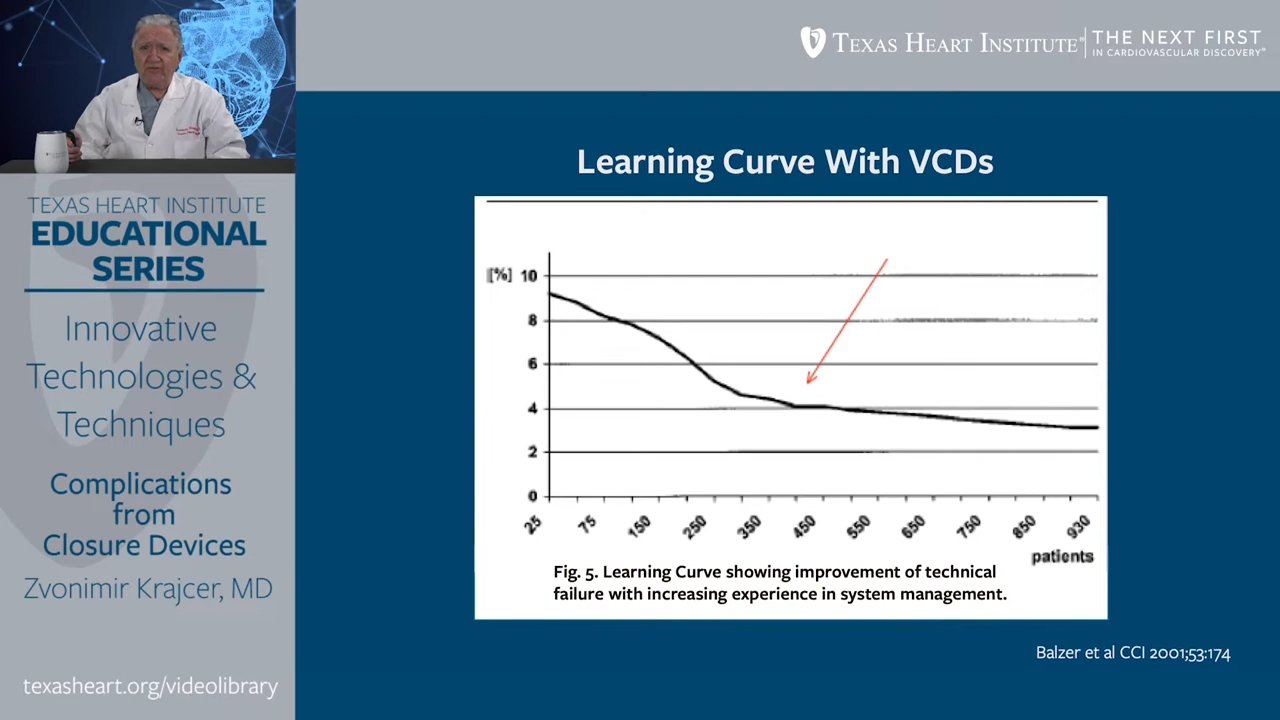 TEXAS HEART INSTITUTE®
THE NEXT FIRST
IN CARDIOVASCULAR DISCOVERY®
TEXAS HEART INSTITUTE
EDUCATIONAL
SERIES
Innovative
Technologies &
Techniques
Complications
from
Closure Devices
Zvonimir Krajcer, MD
texasheart.org/videolibrary
Learning Curve With VCDs
[%] 10
8
6
4
2
0
25 75 150 250 350 450 550 650 750 850 930
patients
Fig. 5. Learning Curve showing improvement of technical
failure with increasing experience in system management.
Balzer et al CCI 2001;53:174